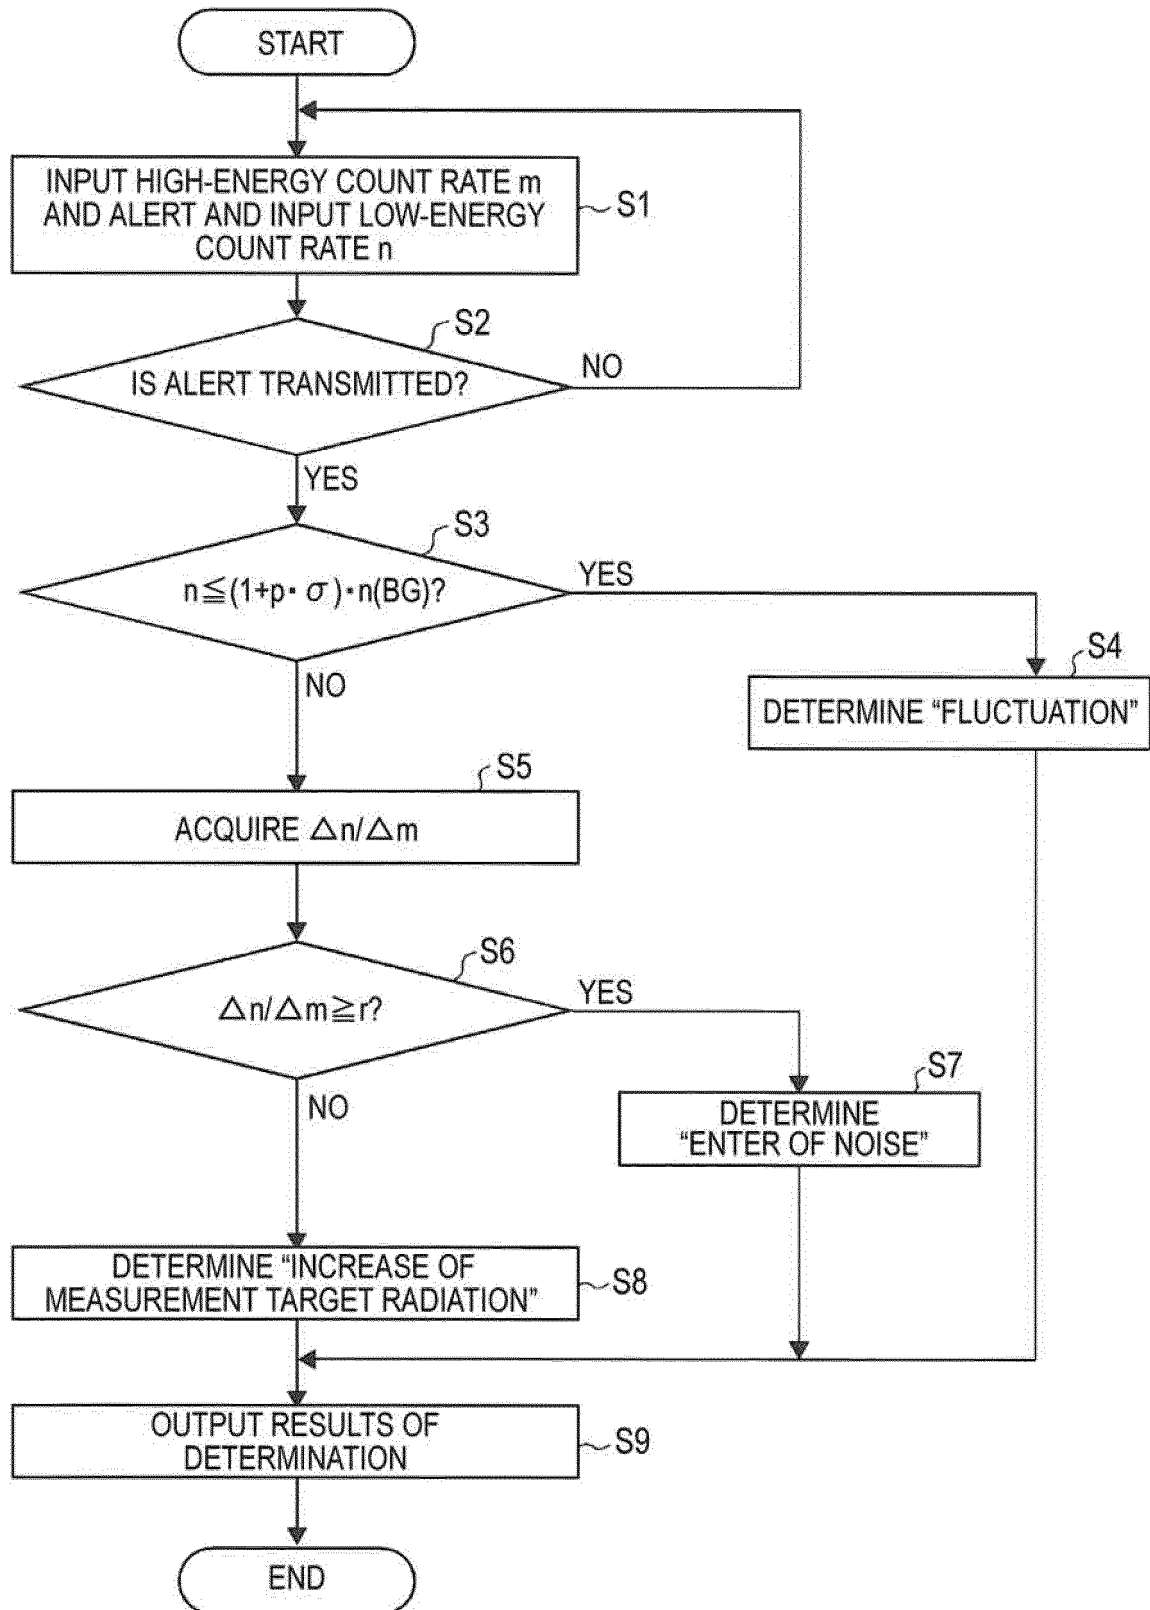 START
INPUT HIGH-ENERGY COUNT RATE m
AND ALERT AND INPUT LOW-ENERGY
COUNT RATE n
S1
S2
IS ALERT TRANSMITTED?
NO
YES
S3
n≦(1+p・σ)・n(BG)?
YES
NO
S4
DETERMINE “FLUCTUATION”
S5
ACQUIRE △n/△m
S6
△n/△m≧r?
YES
NO
S7
DETERMINE
“ENTER OF NOISE”
DETERMINE “INCREASE OF
MEASUREMENT TARGET RADIATION”
S8
OUTPUT RESULTS OF
DETERMINATION
S9
END